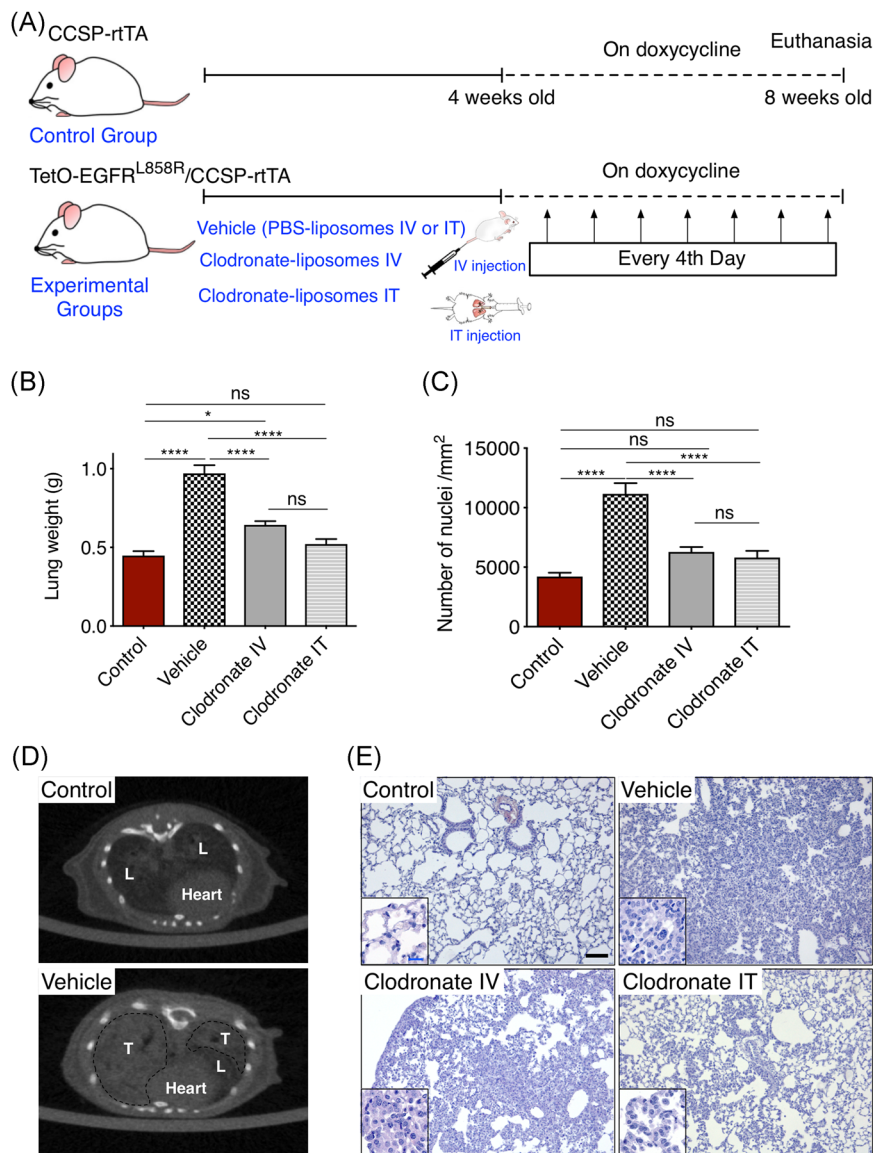 (A)
CCSP-rtTA
On doxycycline
Euthanasia
4 weeks old
8 weeks old
Control Group
TetO-EGFR^L858R/CCSP-rtTA
On doxycycline
Vehicle (PBS-liposomes IV or IT)
Clodronate-liposomes IV
IV injection
Every 4th Day
Experimental
Groups
Clodronate-liposomes IT
IT injection
(B)
ns
*
****
**** ****
ns
Lung weight (g)
1.0
0.5
0.0
Control
Vehicle
Clodronate IV
Clodronate IT
(C)
ns
ns
****
**** ****
ns
Number of nuclei /mm²
15000
10000
5000
0
Control
Vehicle
Clodronate IV
Clodronate IT
(D)
Control
L
L
Heart
Vehicle
T
T
L
Heart
(E)
Control
Vehicle
Clodronate IV
Clodronate IT